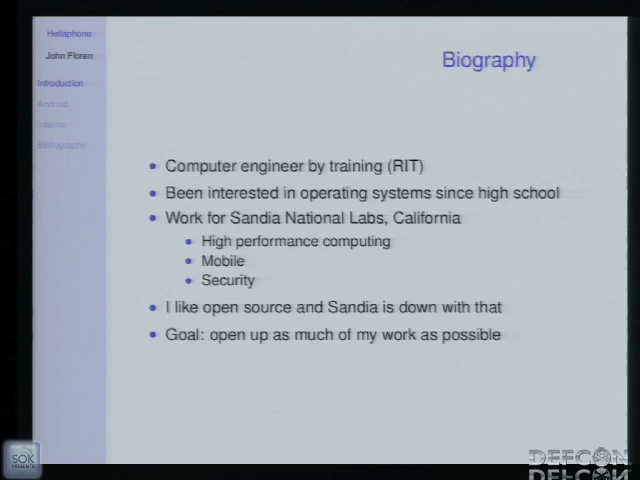 Hellaphone
John Floren
Introduction
Android
Inferno
Bibliography
Biography
Computer engineer by training (RIT)
Been interested in operating systems since high school
Work for Sandia National Labs, California
High performance computing
Mobile
Security
I like open source and Sandia is down with that
Goal: open up as much of my work as possible
SOK
PRESENTS
DEFCON
DEFCON